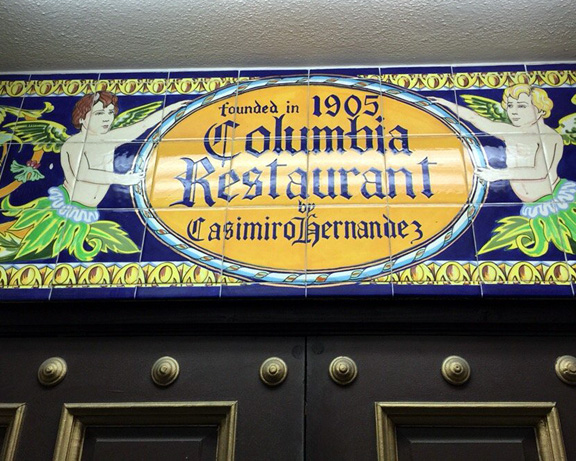 founded in 1905
Columbia
Restaurant
by
Casimiro Hernandez